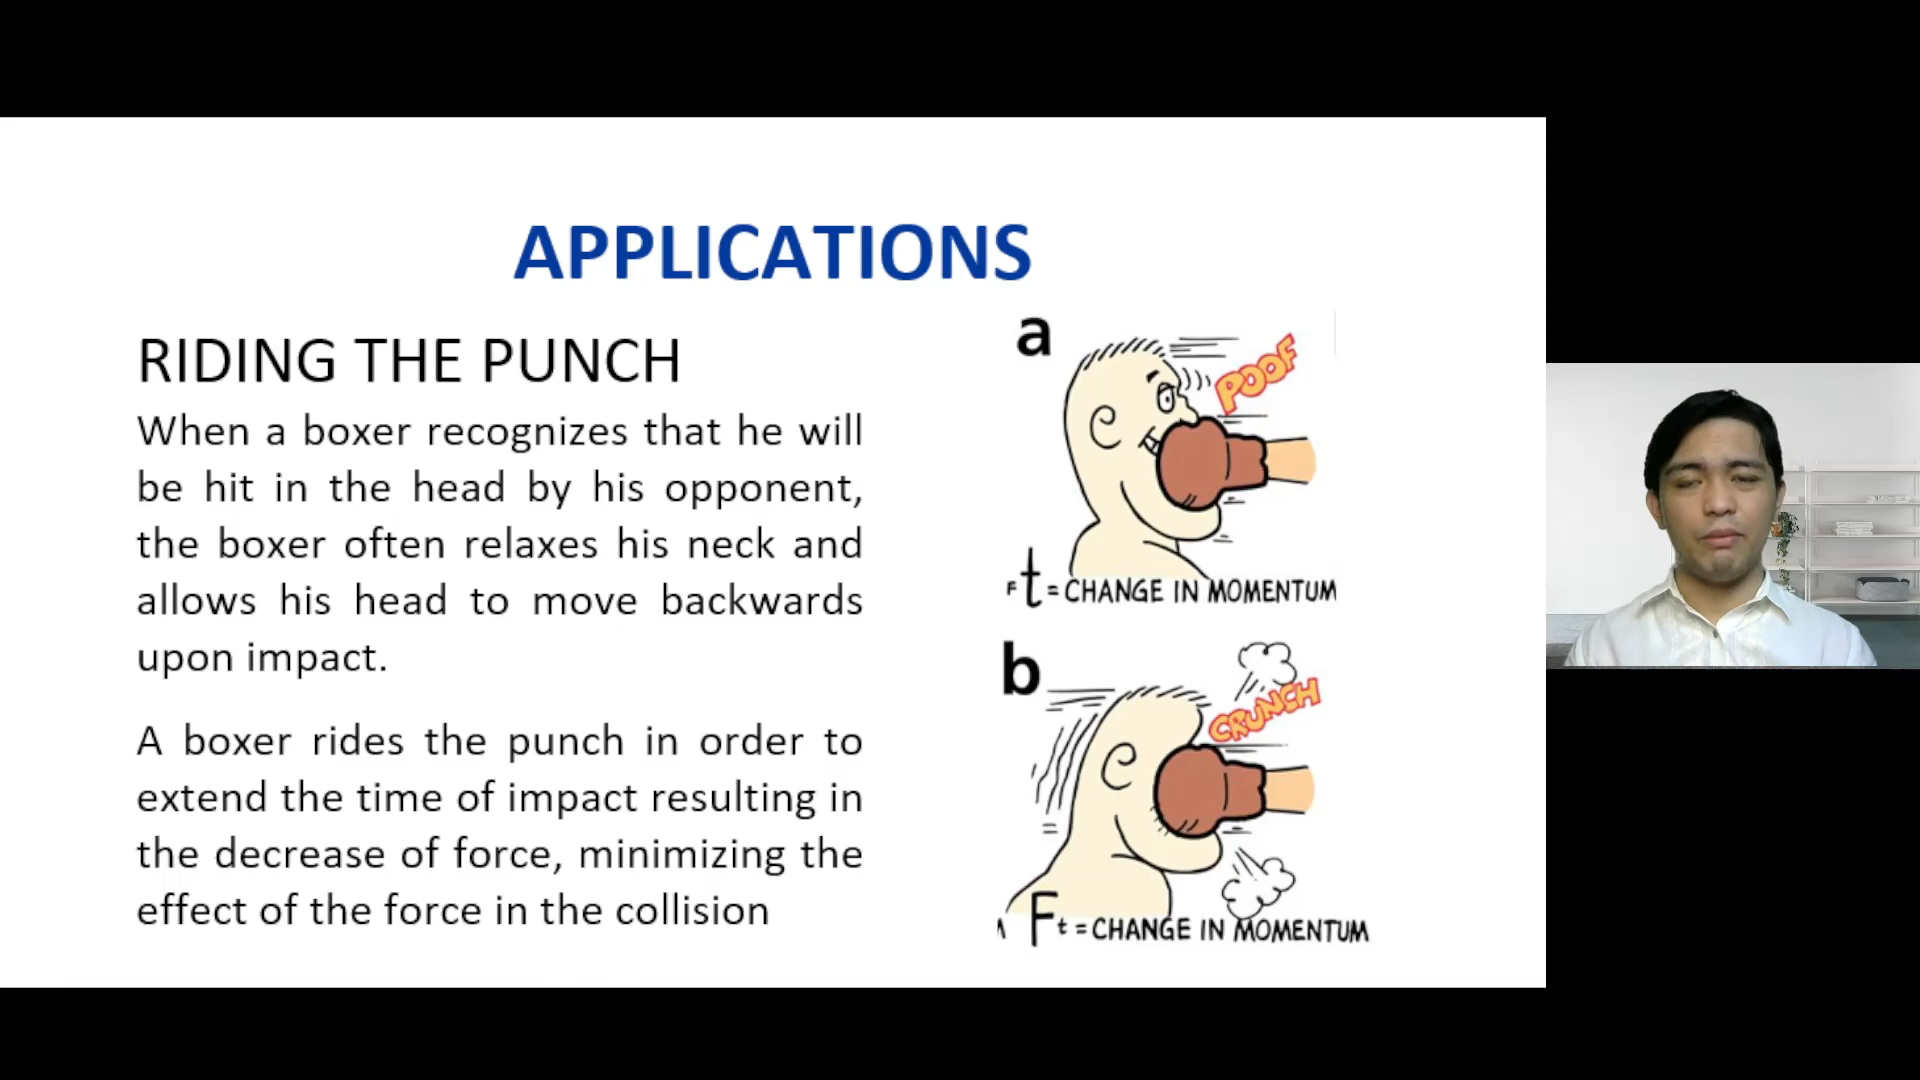 APPLICATIONS
RIDING THE PUNCH
When a boxer recognizes that he will
be hit in the head by his opponent,
the boxer often relaxes his neck and
allows his head to move backwards
upon impact.
A boxer rides the punch in order to
extend the time of impact resulting in
the decrease of force, minimizing the
effect of the force in the collision
a
POOF
Ft = CHANGE IN MOMENTUM
b
CRUNCH
Ft = CHANGE IN MOMENTUM